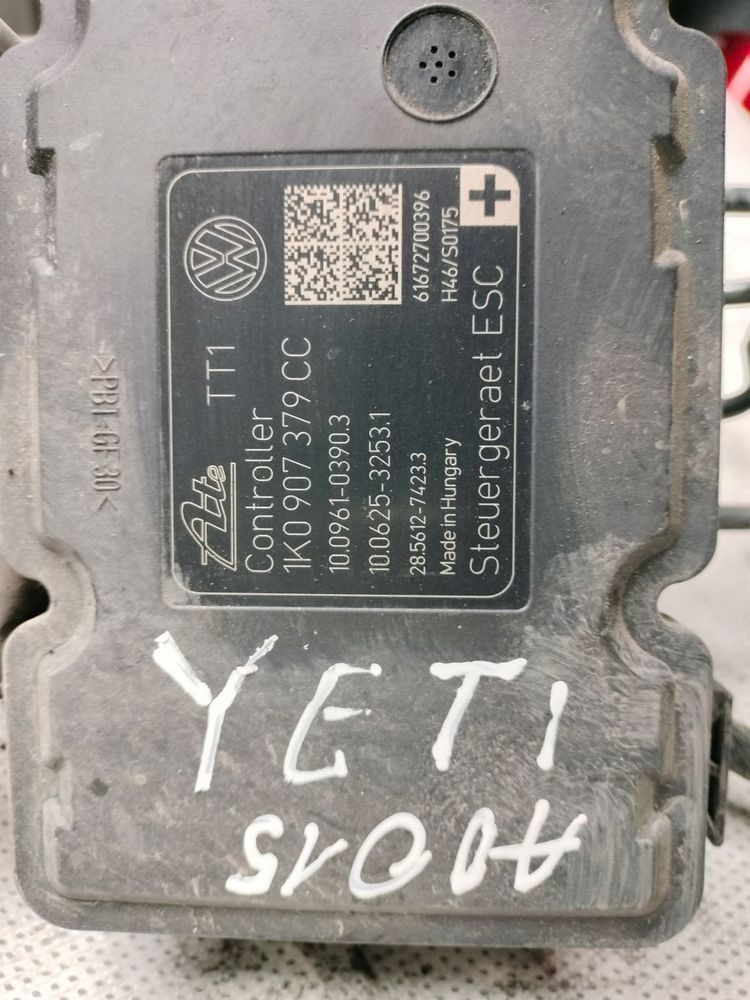 Ate TT1
Controller
1K0 907 379 CC
10.0961-0390.3
10.0625-3253.1
28.5612-7423.3
Made in Hungary
Steuergeraet ESC
61672700396
H46/S0175
>PBT-GF30<
YETI